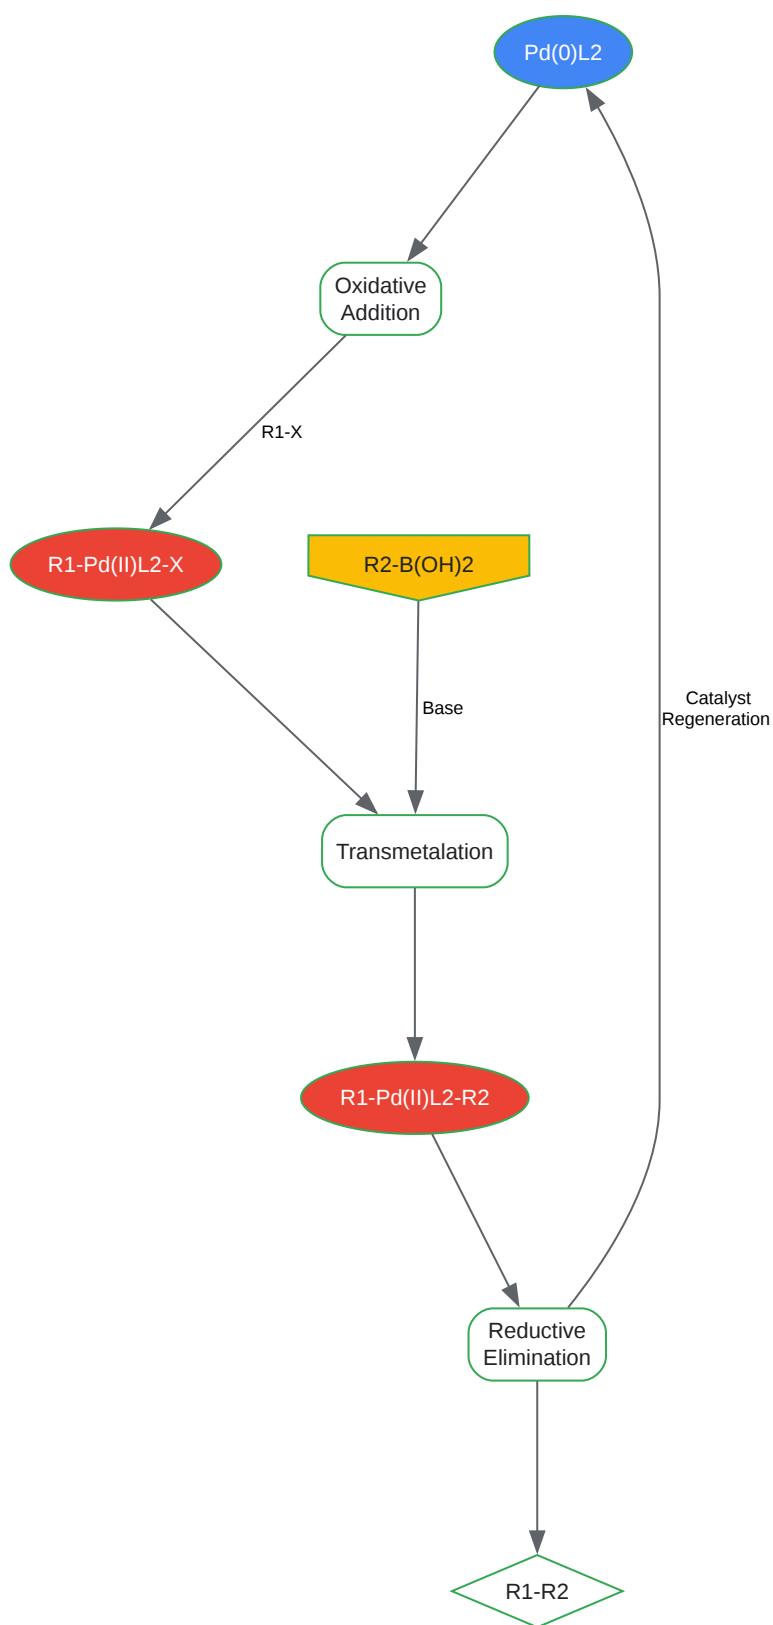 Pd(0)L2
Oxidative
Addition
R1-X
R1-Pd(II)L2-X
R2-B(OH)2
Base
Catalyst
Regeneration
Transmetalation
R1-Pd(II)L2-R2
Reductive
Elimination
R1-R2